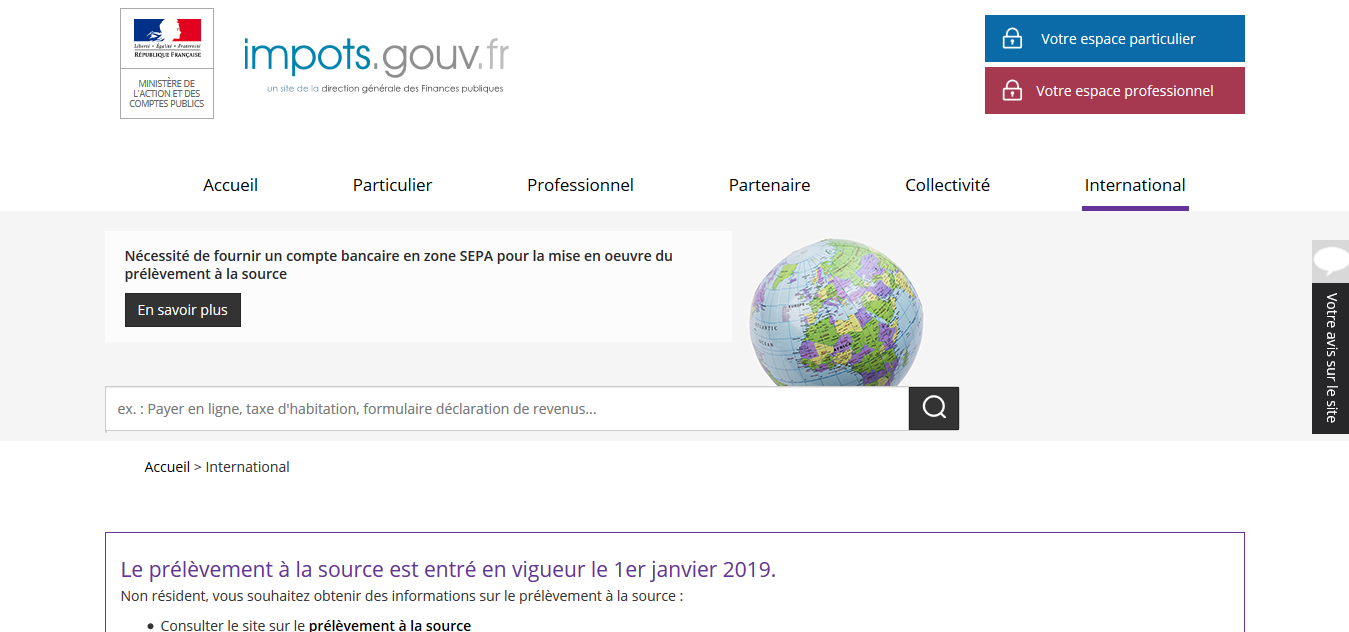 Liberté • Égalité • Fraternité
RÉPUBLIQUE FRANÇAISE
MINISTÈRE DE
L'ACTION ET DES
COMPTES PUBLICS
impots.gouv.fr
un site de la direction générale des Finances publiques
Votre espace particulier
Votre espace professionnel
Accueil
Particulier
Professionnel
Partenaire
Collectivité
International
Nécessité de fournir un compte bancaire en zone SEPA pour la mise en oeuvre du
prélèvement à la source
En savoir plus
ATLANTIC
OCEAN
EUROPE
AFRICA
ex. : Payer en ligne, taxe d'habitation, formulaire déclaration de revenus...
Votre avis sur le site
Accueil > International
Le prélèvement à la source est entré en vigueur le 1er janvier 2019.
Non résident, vous souhaitez obtenir des informations sur le prélèvement à la source :
• Consulter le site sur le prélèvement à la source